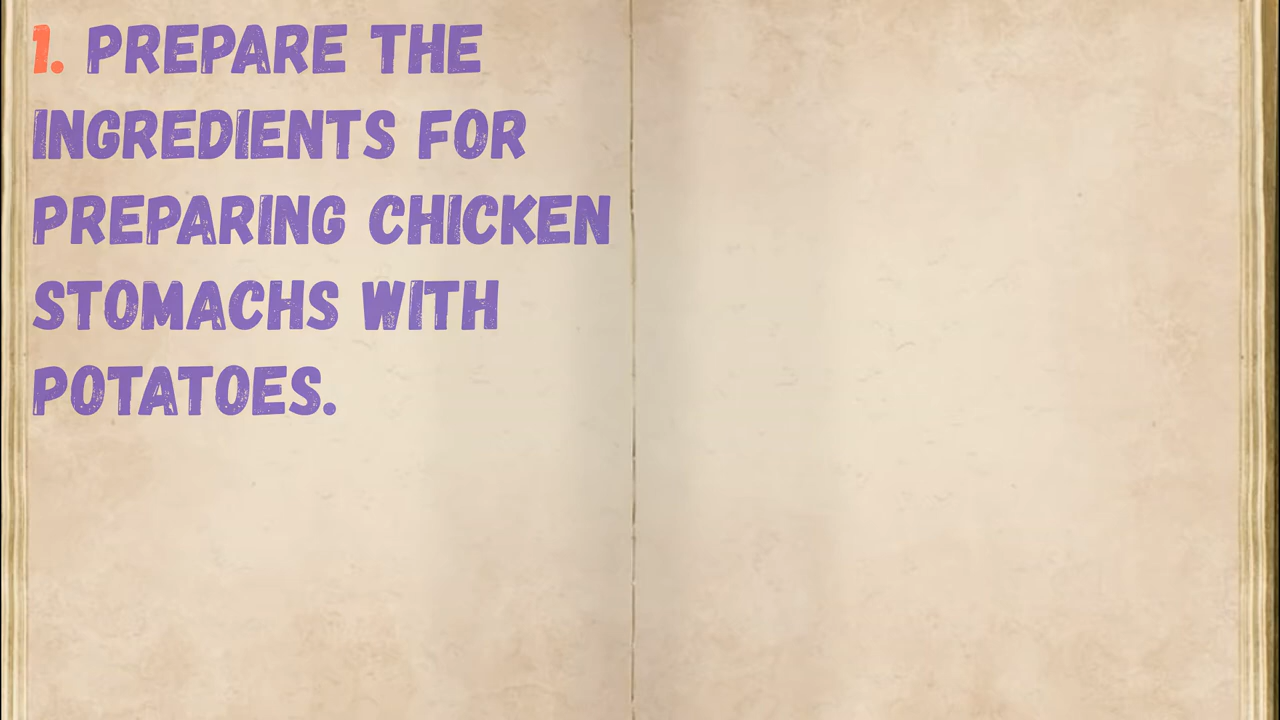 1. PREPARE THE
INGREDIENTS FOR
PREPARING CHICKEN
STOMACHS WITH
POTATOES.